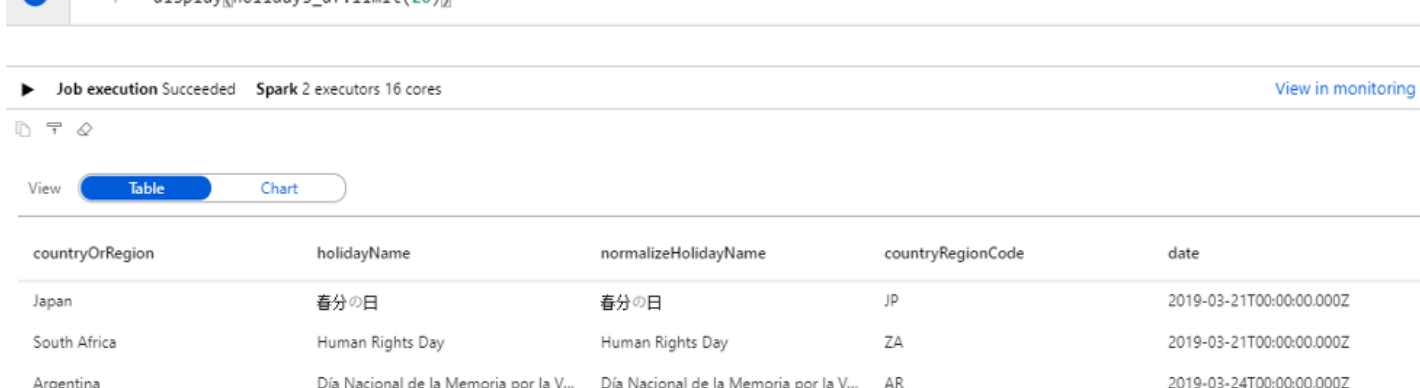 Job execution Succeeded Spark 2 executors 16 cores View in monitoring
View Table Chart
countryOrRegion holidayName normalizeHolidayName countryRegionCode date
Japan 春分の日 春分の日 JP 2019-03-21T00:00:00.000Z
South Africa Human Rights Day Human Rights Day ZA 2019-03-21T00:00:00.000Z
Argentina Día Nacional de la Memoria por la V... Día Nacional de la Memoria por la V... AR 2019-03-24T00:00:00.000Z